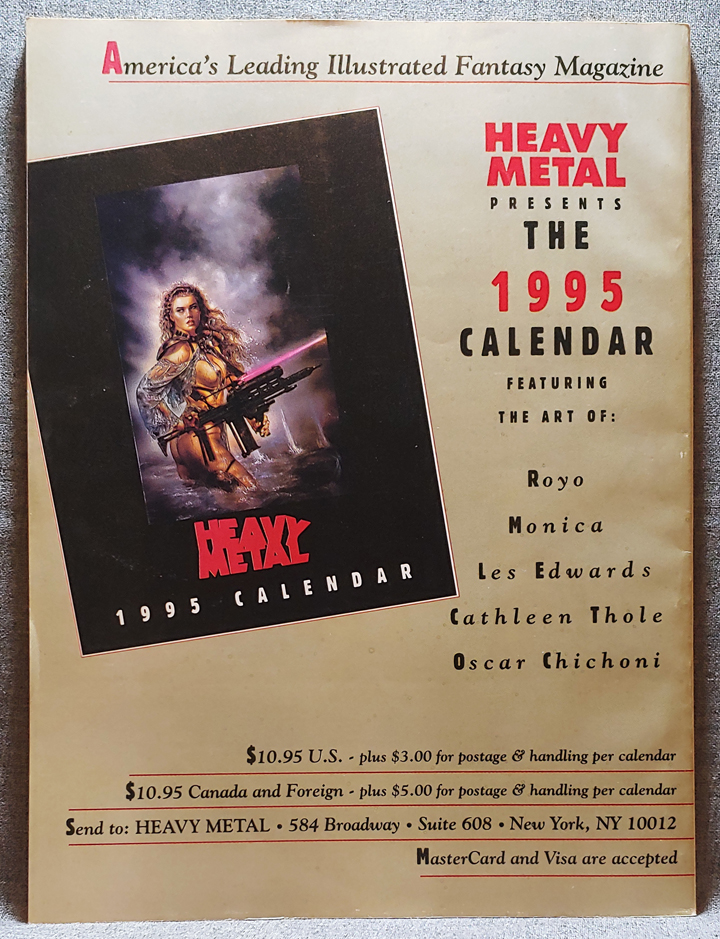 America's Leading Illustrated Fantasy Magazine
HEAVY
METAL
PRESENTS
THE
1995
CALENDAR
FEATURING
THE ART OF:
Royo
Monica
Les Edwards
Cathleen Thole
Oscar Chichoni
HEAVY
METAL
1995 CALENDAR
$10.95 U.S. - plus $3.00 for postage & handling per calendar
$10.95 Canada and Foreign - plus $5.00 for postage & handling per calendar
Send to: HEAVY METAL • 584 Broadway • Suite 608 • New York, NY 10012
MasterCard and Visa are accepted